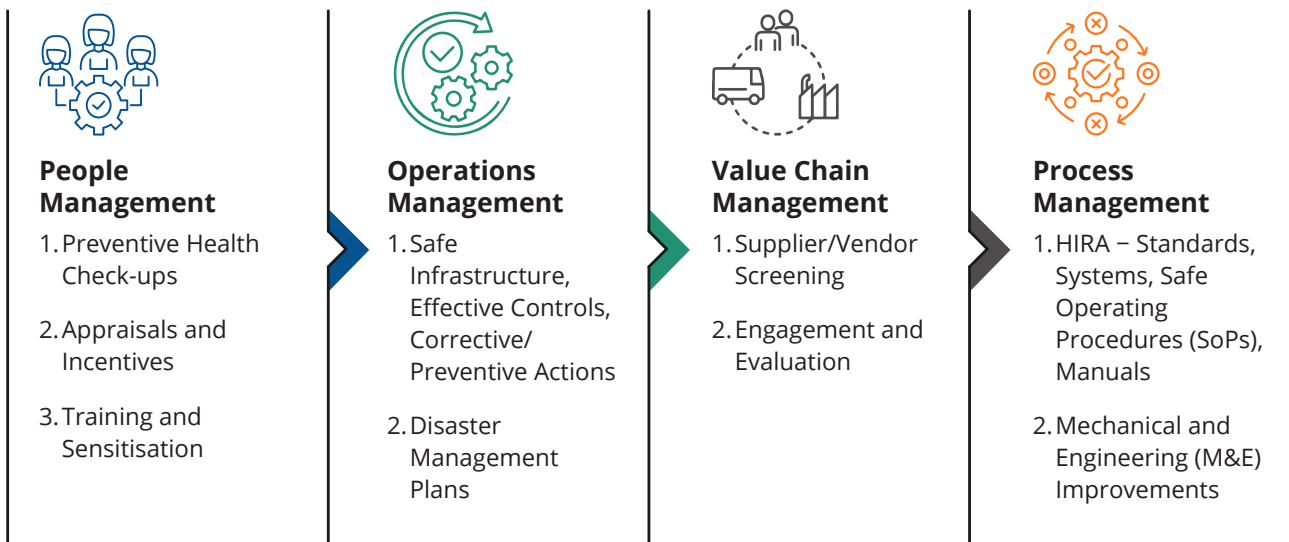 People
Management
1. Preventive Health
Check-ups
2. Appraisals and
Incentives
3. Training and
Sensitisation
Operations
Management
1. Safe
Infrastructure,
Effective Controls,
Corrective/
Preventive Actions
2. Disaster
Management
Plans
Value Chain
Management
1. Supplier/Vendor
Screening
2. Engagement and
Evaluation
Process
Management
1. HIRA – Standards,
Systems, Safe
Operating
Procedures (SoPs),
Manuals
2. Mechanical and
Engineering (M&E)
Improvements